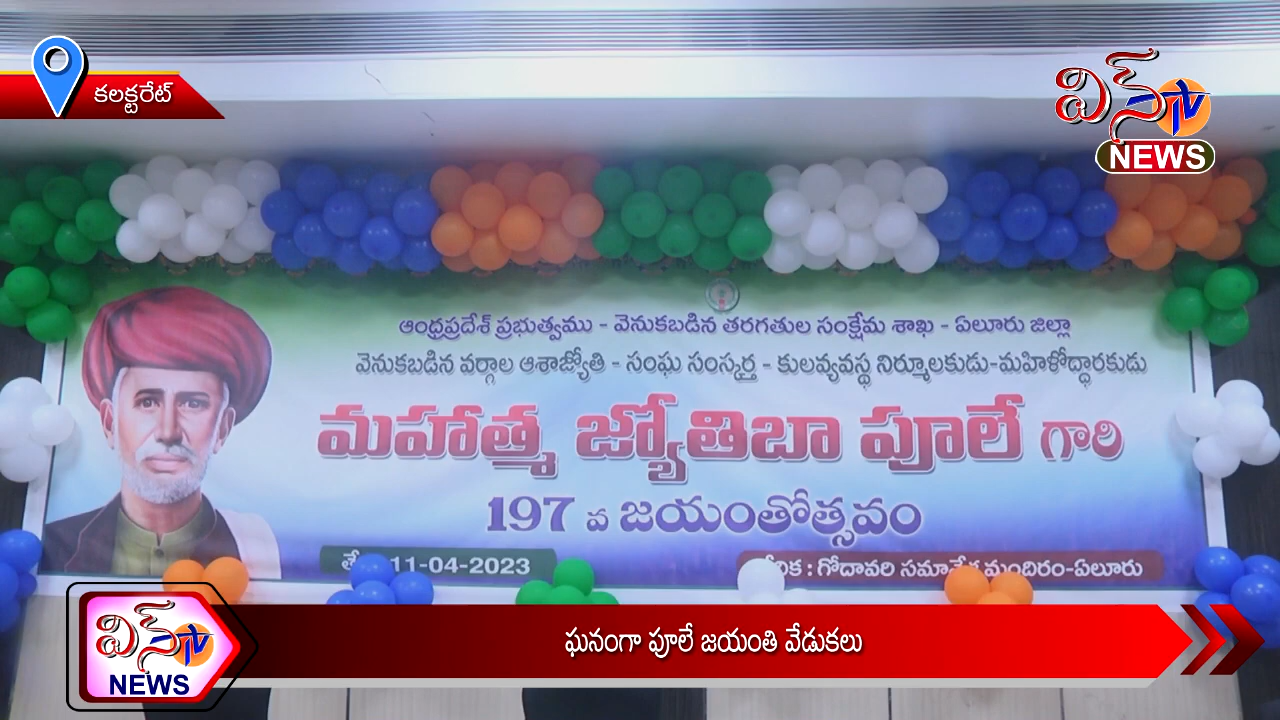 కలక్టరేట్
విన్ TV
NEWS
ఆంధ్రప్రదేశ్ ప్రభుత్వము - వెనుకబడిన తరగతుల సంక్షేమ శాఖ - ఏలూరు జిల్లా
వెనుకబడిన వర్గాల ఆశాజ్యోతి - సంఘ సంస్కర్త - కులవ్యవస్థ నిర్మూలకుడు-మహిళోద్ధారకుడు
మహాత్మ జ్యోతిబా పూలే గారి
197 వ జయంతోత్సవం
11-04-2023
: గోదావరి సమావేశ మందిరం-ఏలూరు
ఘనంగా పూలే జయంతి వేడుకలు
విన్ TV
NEWS